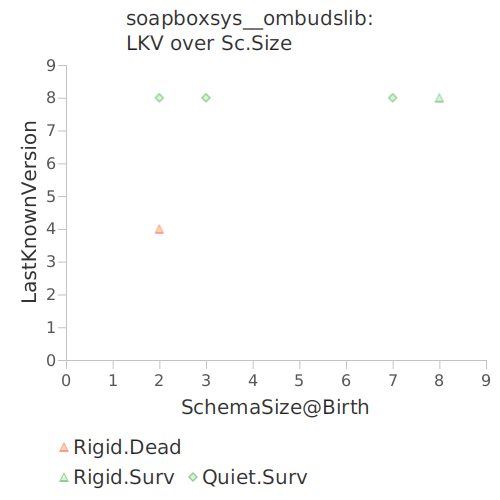 soapboxsys__ombudslib:
LKV over Sc.Size
9
8
7
6
5
4
3
2
1
0
LastKnownVersion
0 1 2 3 4 5 6 7 8 9
SchemaSize@Birth
Rigid.Dead
Rigid.Surv Quiet.Surv